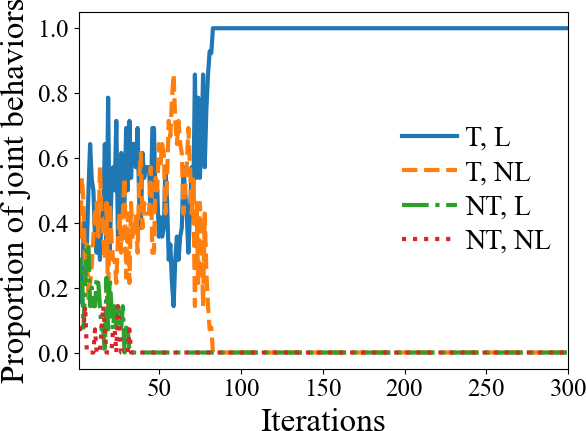 Proportion of joint behaviors
1.0
0.8
0.6
0.4
0.2
0.0
T, L
T, NL
NT, L
NT, NL
50 100 150 200 250 300
Iterations